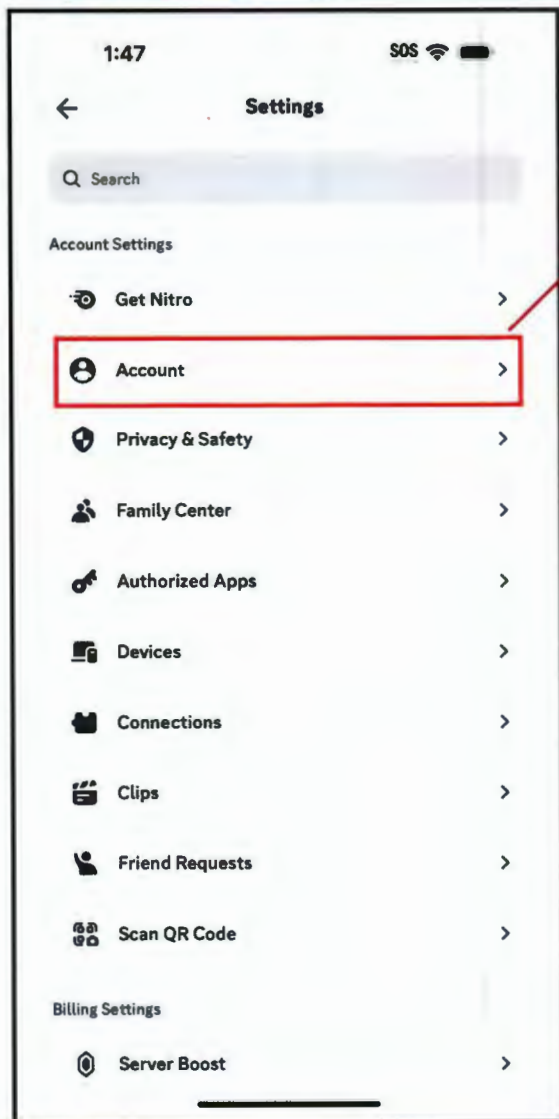 1:47 SOS
Settings
Search
Account Settings
Get Nitro
Account
Privacy & Safety
Family Center
Authorized Apps
Devices
Connections
Clips
Friend Requests
Scan QR Code
Billing Settings
Server Boost